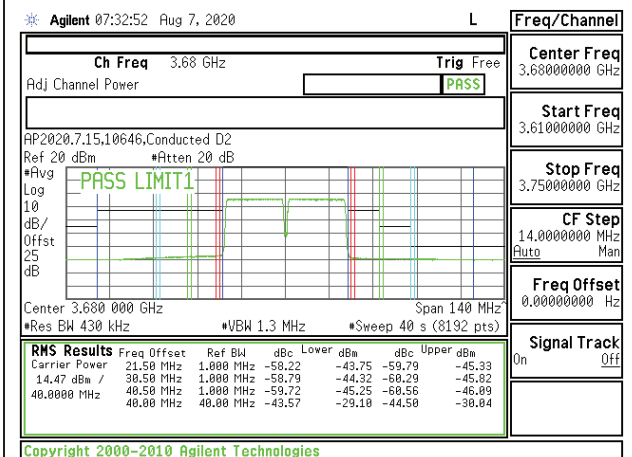 Agilent 07:32:52 Aug 7, 2020 L
Freq/Channel
Ch Freq 3.68 GHz Trig Free
Adj Channel Power PASS
AP2020.7.15,10646,Conducted D2
Ref 20 dBm #Atten 20 dB
#Avg
Log
10
dB/
Offst
25
dB
PASS LIMIT1
Center 3.680 000 GHz Span 140 MHz^
#Res BW 430 kHz #VBW 1.3 MHz #Sweep 40 s (8192 pts)
RMS Results Freq Offset Ref BW dBc Lower dBm dBc Upper dBm
Carrier Power 21.50 MHz 1.000 MHz -58.22 -43.75 -59.79 -45.33
14.47 dBm / 30.50 MHz 1.000 MHz -58.79 -44.32 -60.29 -45.82
40.0000 MHz 40.50 MHz 1.000 MHz -59.72 -45.25 -60.56 -46.09
40.00 MHz 40.00 MHz -43.57 -29.10 -44.50 -30.04
Copyright 2000-2010 Agilent Technologies
Center Freq
3.68000000 GHz
Start Freq
3.61000000 GHz
Stop Freq
3.75000000 GHz
CF Step
14.0000000 MHz
Auto Man
Freq Offset
0.00000000 Hz
Signal Track
On Off